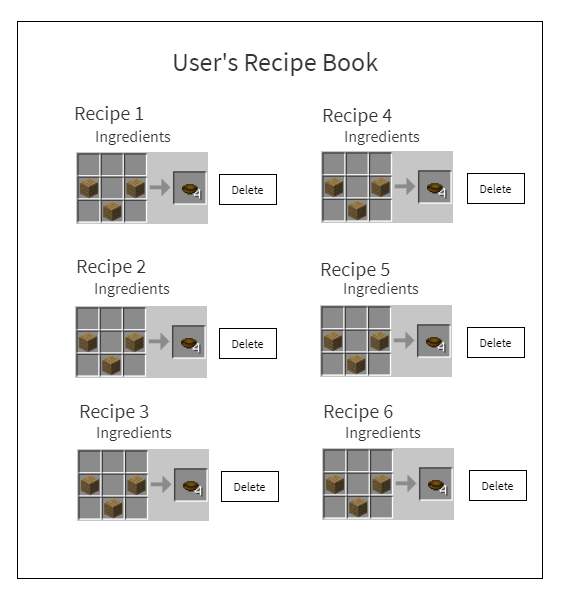 User's Recipe Book
Recipe 1
Ingredients
4
Delete
Recipe 4
Ingredients
4
Delete
Recipe 2
Ingredients
4
Delete
Recipe 5
Ingredients
4
Delete
Recipe 3
Ingredients
4
Delete
Recipe 6
Ingredients
4
Delete